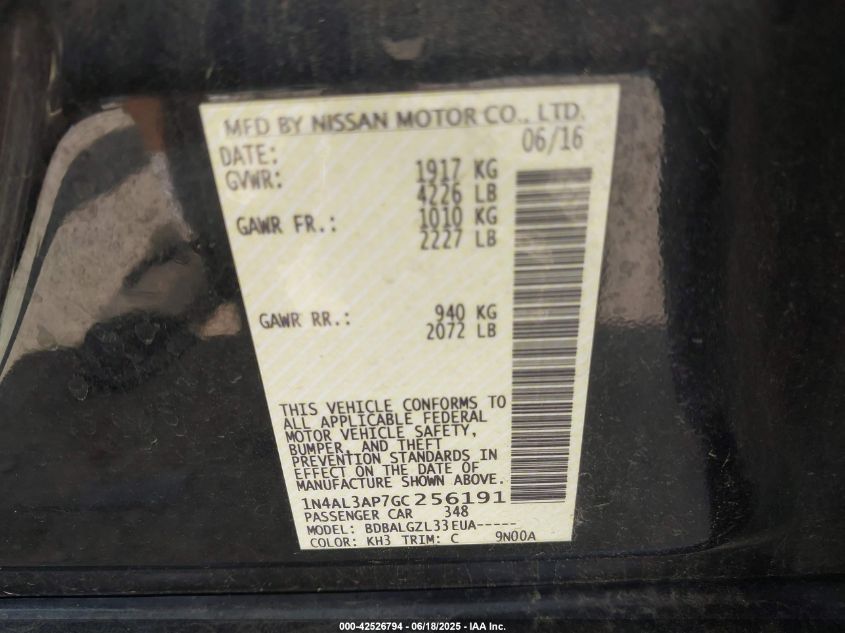 MFD BY NISSAN MOTOR CO., LTD.
DATE: 06/16
GVWR: 1917 KG
4226 LB
GAWR FR.: 1010 KG
2227 LB
GAWR RR.: 940 KG
2072 LB
THIS VEHICLE CONFORMS TO
ALL APPLICABLE FEDERAL
MOTOR VEHICLE SAFETY,
BUMPER, AND THEFT
PREVENTION STANDARDS IN
EFFECT ON THE DATE OF
MANUFACTURE SHOWN ABOVE.
1N4AL3AP7GC256191
PASSENGER CAR 348
MODEL: BDBALGZL33EUA-----
COLOR: KH3 TRIM: C 9N00A
000-42526794 - 06/18/2025 - IAA Inc.